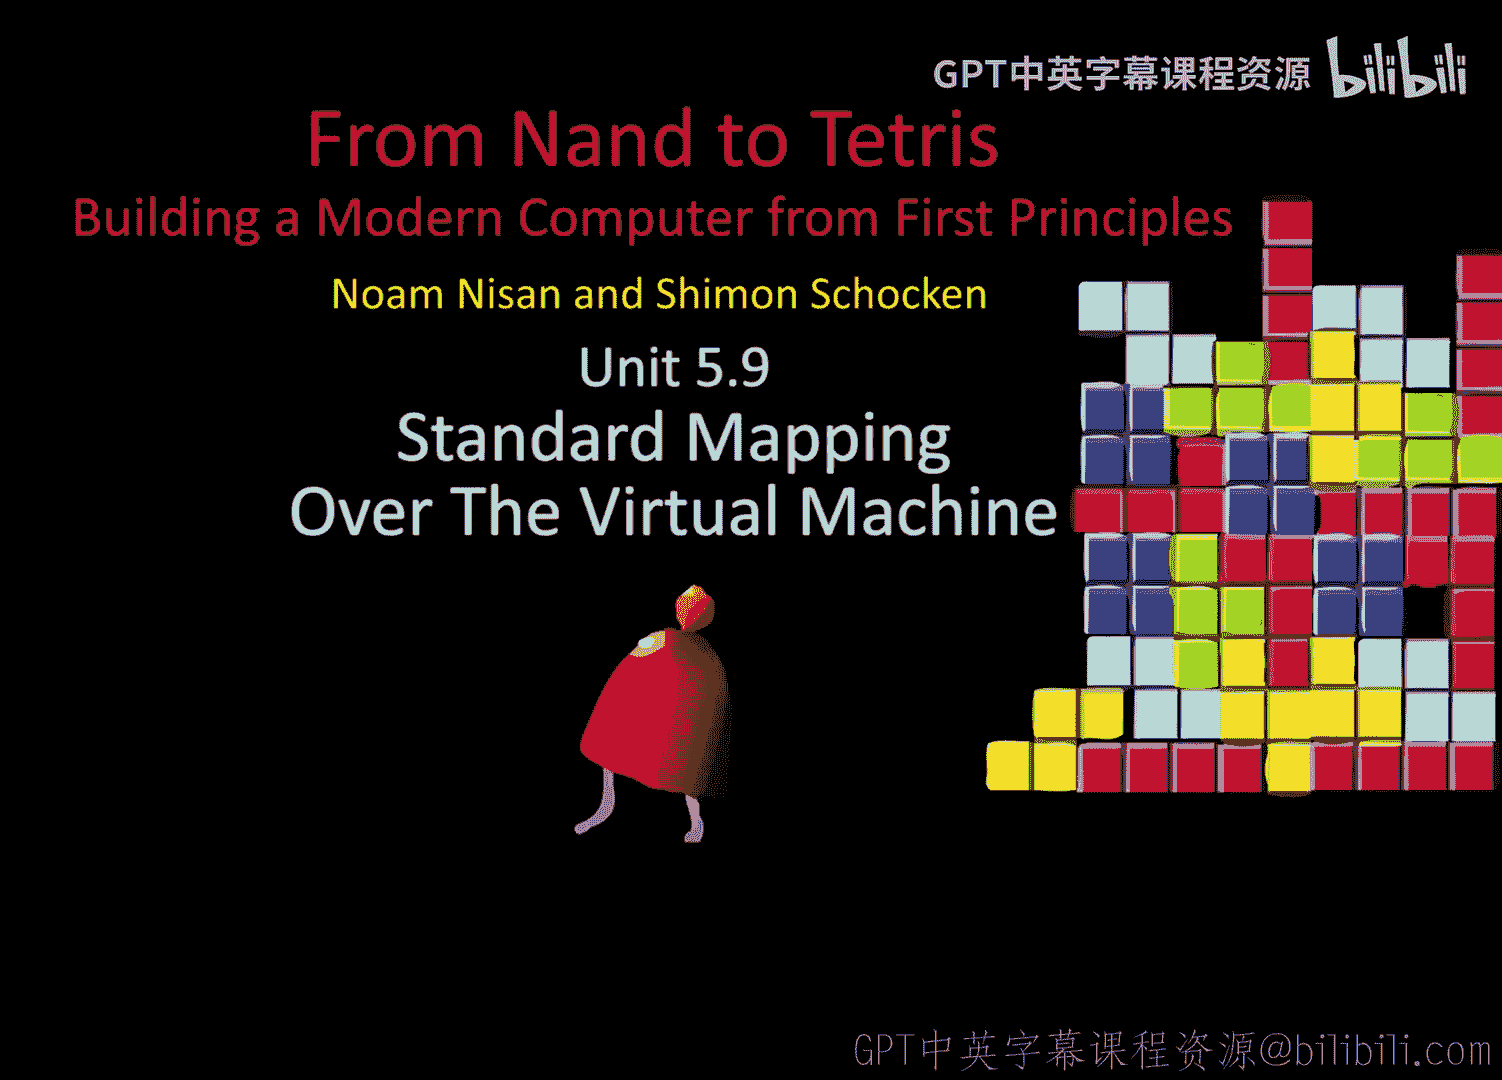 GPT中英字幕课程资源 bilibili
From Nand to Tetris
Building a Modern Computer from First Principles
Noam Nisan and Shimon Schocken
Unit 5.9
Standard Mapping
Over The Virtual Machine
GPT中英字幕课程资源@bilibili.com